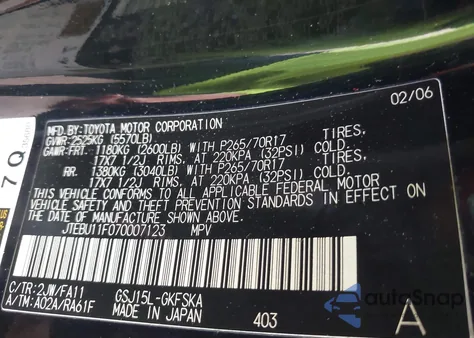 02/06
MFD.BY:TOYOTA MOTOR CORPORATION
GVWR 2525KG (5570LB)
GAWR:FRT. 1180KG (2600LB) WITH P265/70R17 TIRES,
17X7 1/2J RIMS, AT 220KPA (32PSI) COLD.
RR. 1380KG (3040LB) WITH P265/70R17 TIRES,
17X7 1/2J RIMS, AT 220KPA (32PSI) COLD.
THIS VEHICLE CONFORMS TO ALL APPLICABLE FEDERAL MOTOR
VEHICLE SAFETY AND THEFT PREVENTION STANDARDS IN EFFECT ON
THE DATE OF MANUFACTURE SHOWN ABOVE.
JTEBU11F070007123 MPV
C/TR:2JW/FA11 GSJ15L-GKFSKA
A/TM:A02A/RA61F MADE IN JAPAN 403 A
7Q
autoSnap